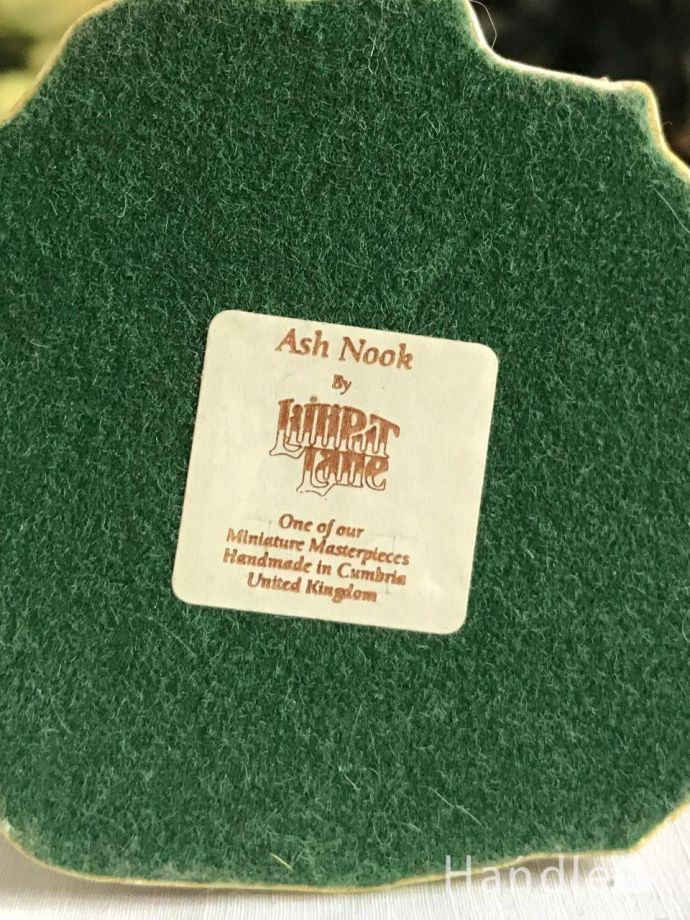 Ash Nook
By
Lilliput
Lane
One of our
Miniature Masterpieces
Handmade in Cumbria
United Kingdom
Handle